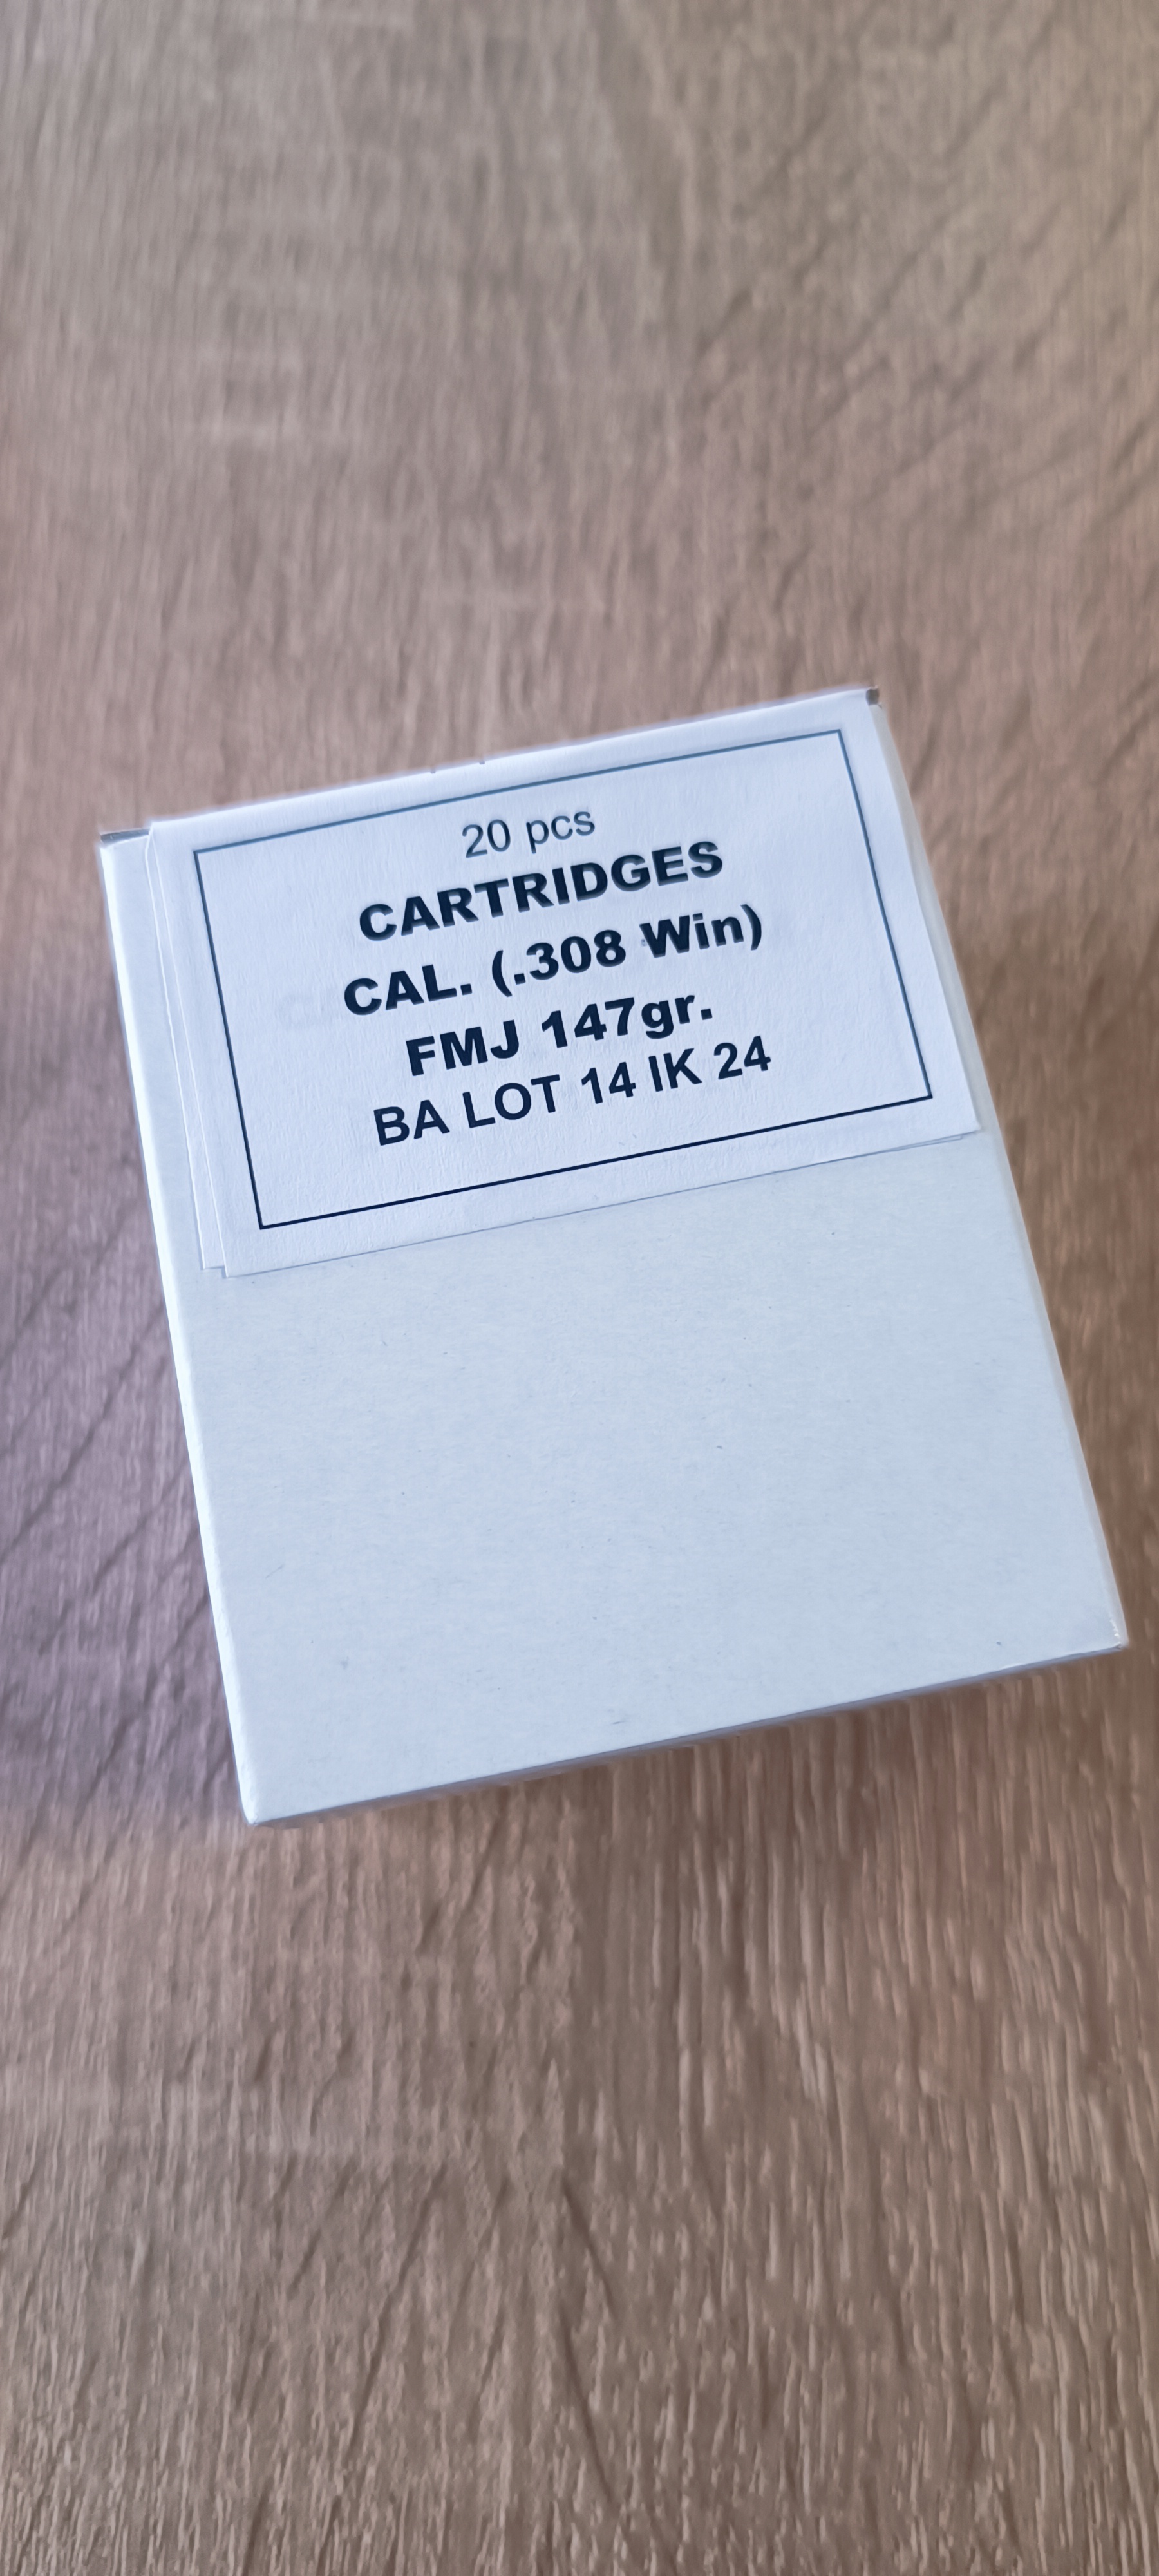 20 pcs
CARTRIDGES
CAL. (.308 Win)
FMJ 147gr.
BA LOT 14 IK 24